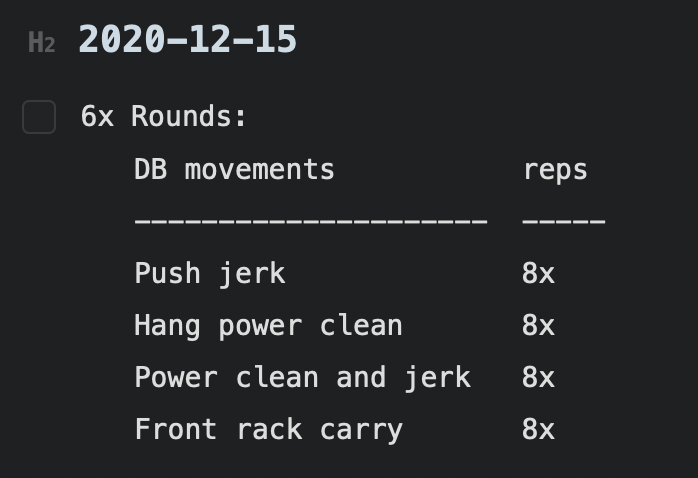 H2 2020-12-15
6x Rounds:
DB movements           reps
---------------------  -----
Push jerk              8x
Hang power clean       8x
Power clean and jerk   8x
Front rack carry       8x